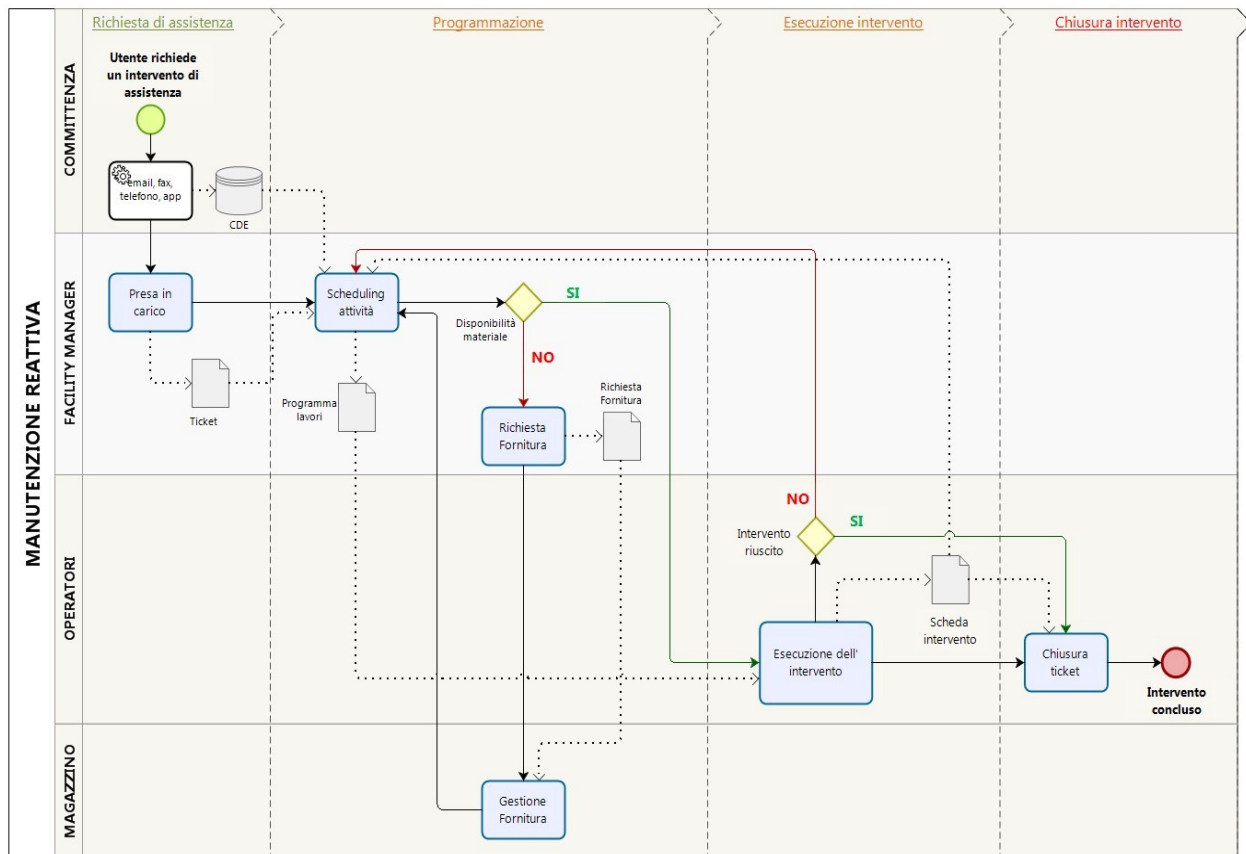 Richiesta di assistenza
Programmazione
Esecuzione intervento
Chiusura intervento
MANUTENZIONE REATTIVA
COMMITTENZA
Utente richiede
un intervento di
assistenza
email, fax,
telefono, app
CDE
FACILITY MANAGER
Presa in
carico
Scheduling
attività
Disponibilità
materiale
SI
NO
Ticket
Programma
lavori
Richiesta
Fornitura
Richiesta
Fornitura
OPERATORI
NO
SI
Intervento
riuscito
Scheda
intervento
Esecuzione dell'
intervento
Chiusura
ticket
Intervento
concluso
MAGAZZINO
Gestione
Fornitura